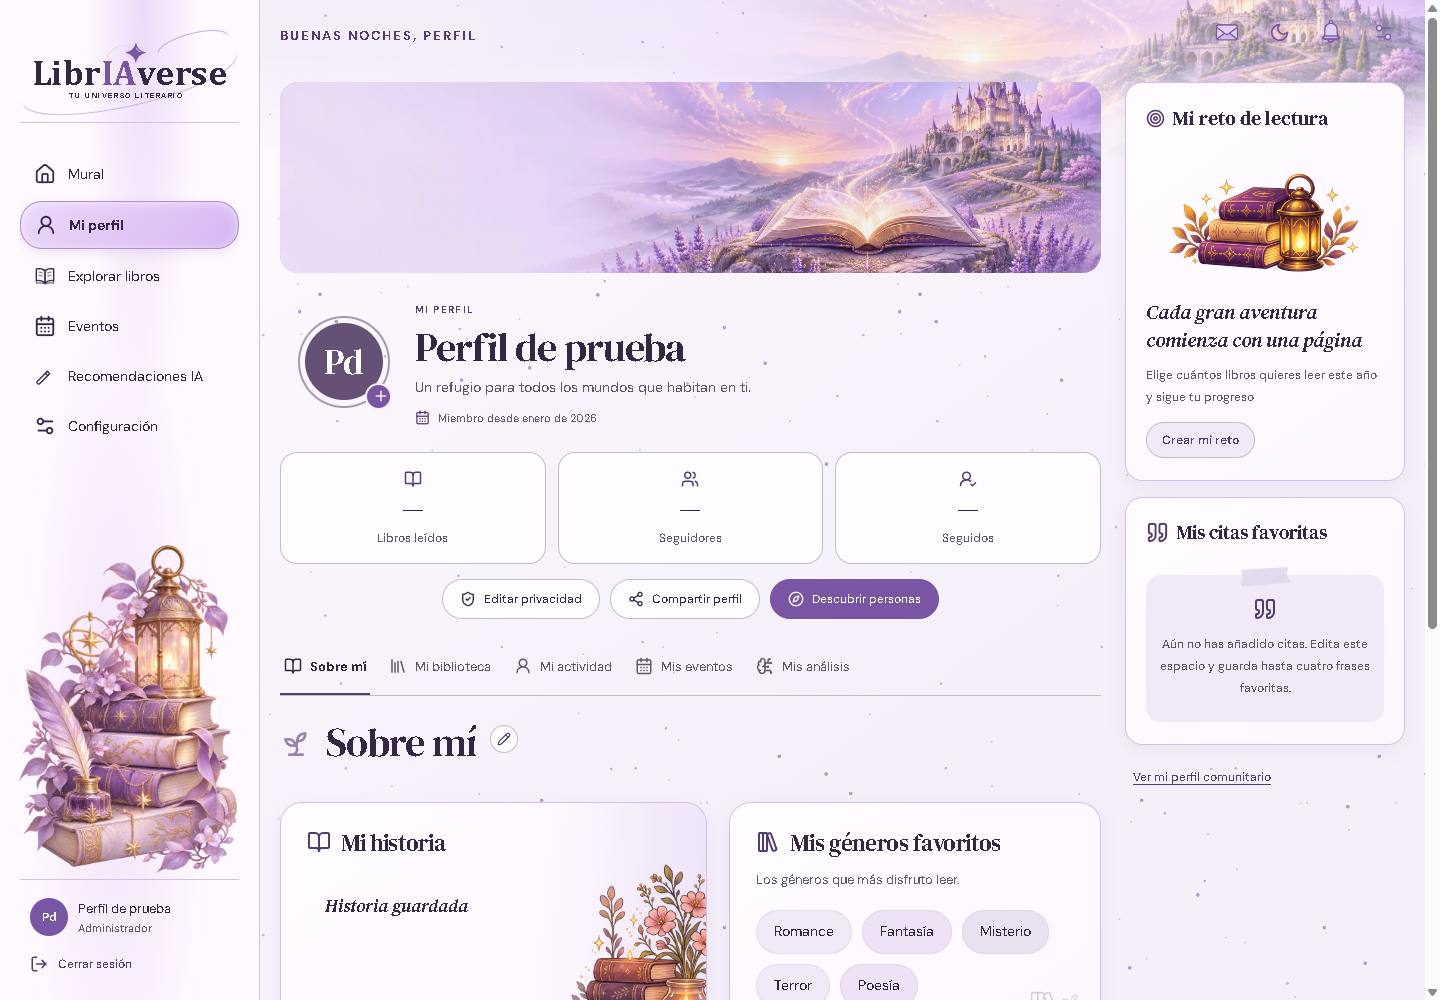 LibrIAverse
TU UNIVERSO LITERARIO
Mural
Mi perfil
Explorar libros
Eventos
Recomendaciones IA
Configuración
Pd
Perfil de prueba
Administrador
Cerrar sesión
BUENAS NOCHES, PERFIL
MI PERFIL
Pd
Perfil de prueba
Un refugio para todos los mundos que habitan en ti.
Miembro desde enero de 2026
—
Libros leídos
—
Seguidores
—
Seguidos
Editar privacidad
Compartir perfil
Descubrir personas
Sobre mí
Mi biblioteca
Mi actividad
Mis eventos
Mis análisis
Sobre mí
Mi historia
Historia guardada
Mis géneros favoritos
Los géneros que más disfruto leer.
Romance
Fantasía
Misterio
Terror
Poesía
Mi reto de lectura
Cada gran aventura
comienza con una página
Elige cuántos libros quieres leer este año
y sigue tu progreso
Crear mi reto
Mis citas favoritas
Aún no has añadido citas. Edita este
espacio y guarda hasta cuatro frases
favoritas.
Ver mi perfil comunitario